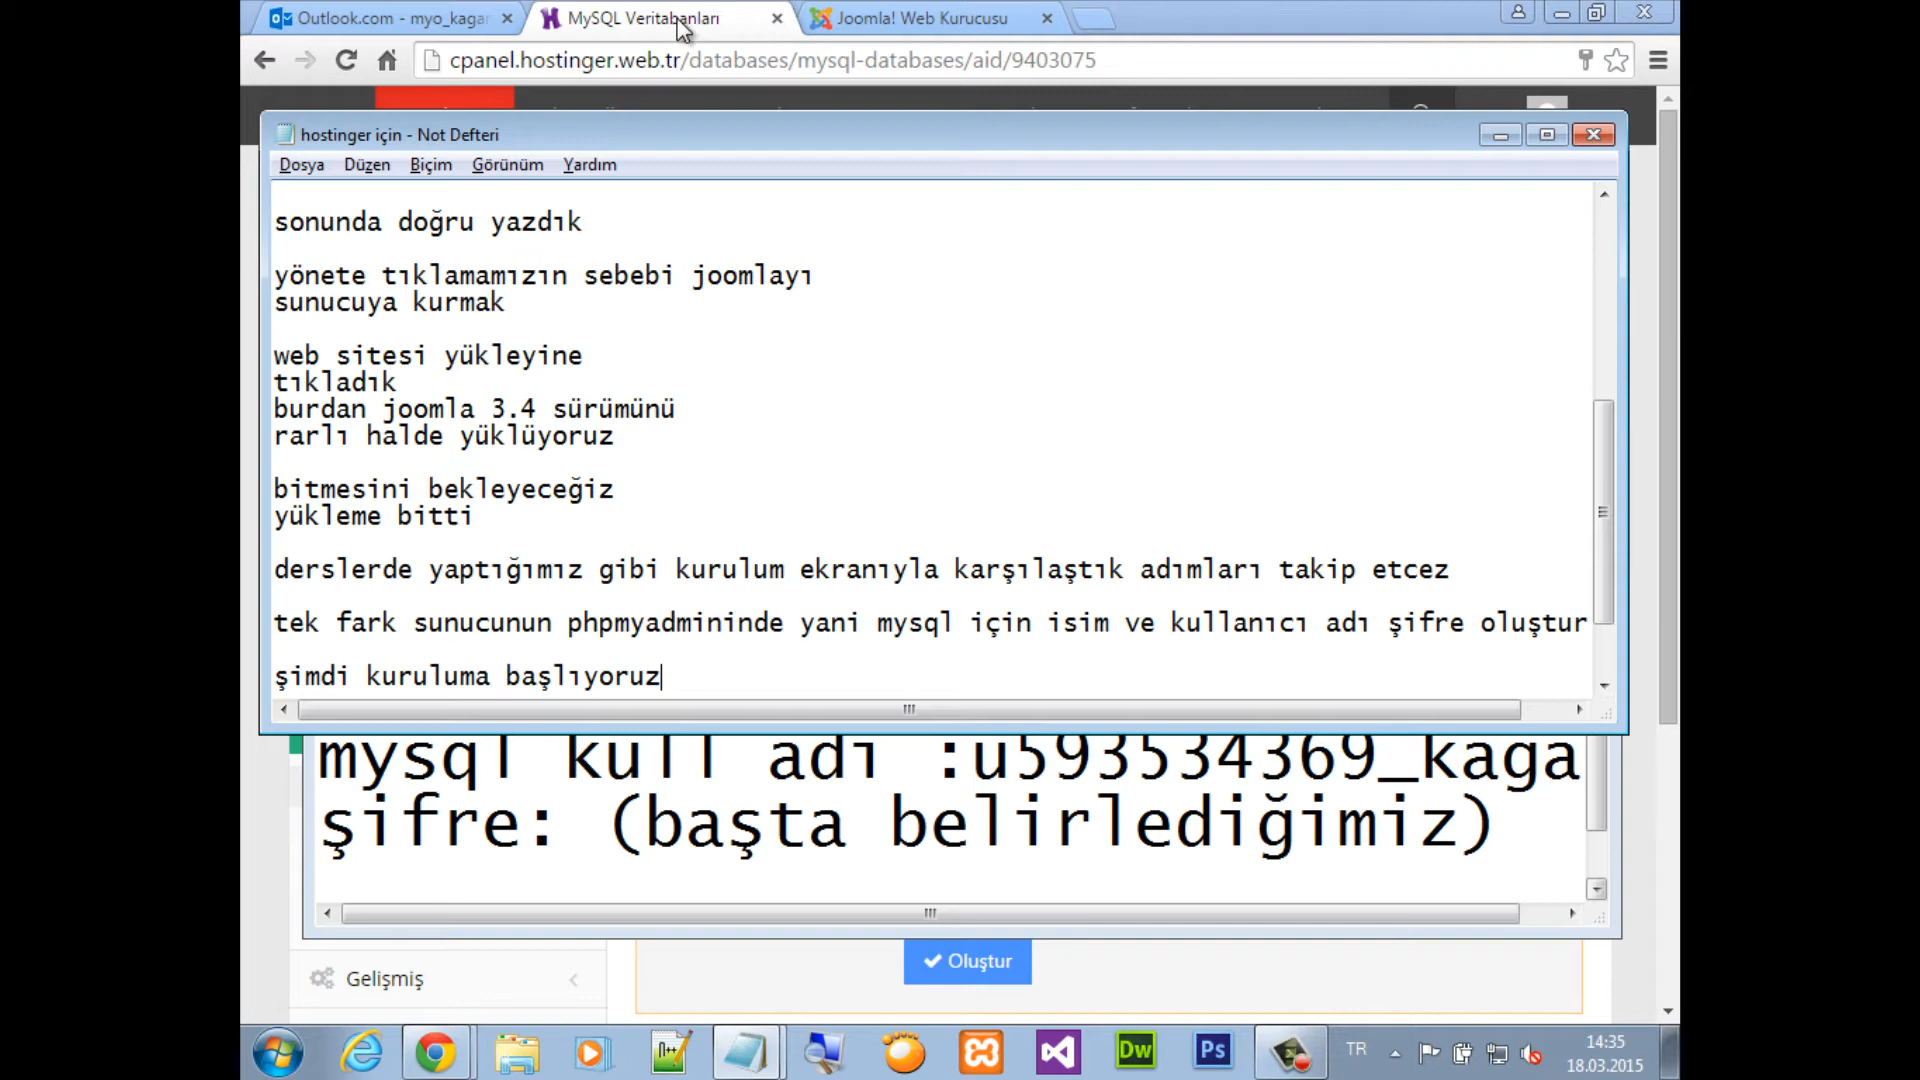 Outlook.com - myo_kagar
MySQL Veritabanları
Joomla! Web Kurucusu
cpanel.hostinger.web.tr/databases/mysql-databases/aid/9403075
hostinger için - Not Defteri
Dosya Düzen Biçim Görünüm Yardım
sonunda doğru yazdık
yönete tıklamamızın sebebi joomlayı
sunucuya kurmak
web sitesi yükleyine
tıkladık
burdan joomla 3.4 sürümünü
rarlı halde yüklüyoruz
bitmesini bekleyeceğiz
yükleme bitti
derslerde yaptığımız gibi kurulum ekranıyla karşılaştık adımları takip etcez
tek fark sunucunun phpmyadmininde yani mysql için isim ve kullanıcı adı şifre oluştur
şimdi kuruluma başlıyoruz
mysql kull adı :u593534369_kaga
şifre: (başta belirlediğimiz)
Oluştur
Gelişmiş
n++
Dw
Ps
TR
14:35
18.03.2015